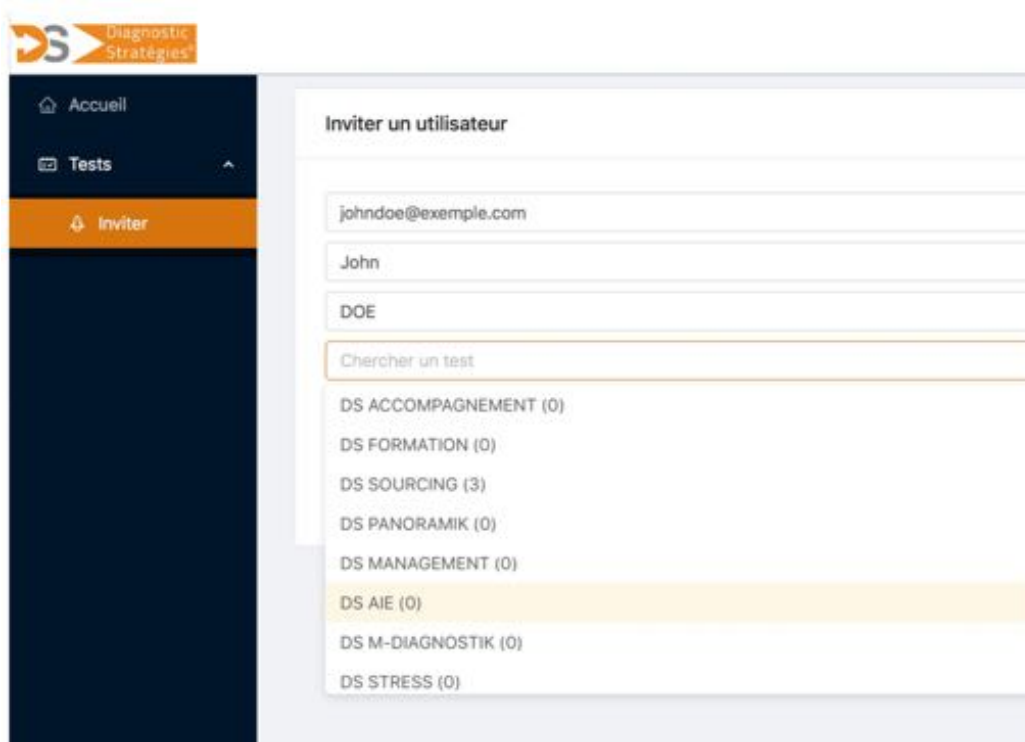 DS Diagnostic
Stratégies®
Accueil
Tests
Inviter
Inviter un utilisateur
johndoe@exemple.com
John
DOE
Chercher un test
DS ACCOMPAGNEMENT (0)
DS FORMATION (0)
DS SOURCING (3)
DS PANORAMIK (0)
DS MANAGEMENT (0)
DS AIE (0)
DS M-DIAGNOSTIK (0)
DS STRESS (0)